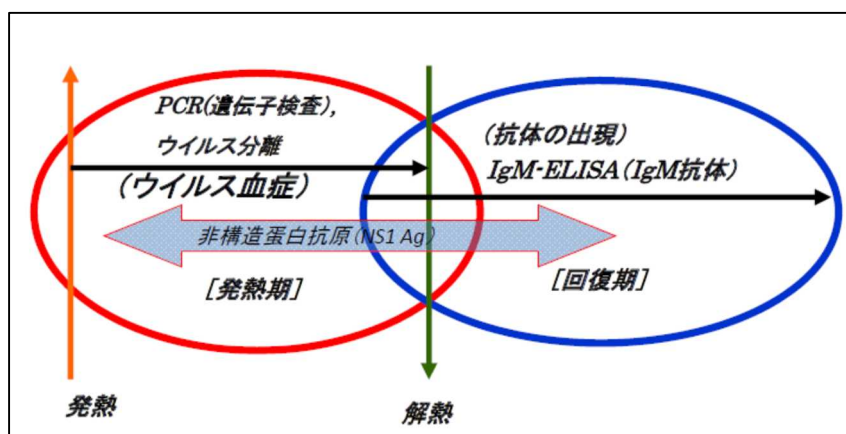 PCR(遺伝子検査),
ウイルス分離
(ウイルス血症)
(抗体の出現)
IgM-ELISA(IgM抗体)
非構造蛋白抗原(NS1 Ag)
[発熱期]
[回復期]
発熱
解熱